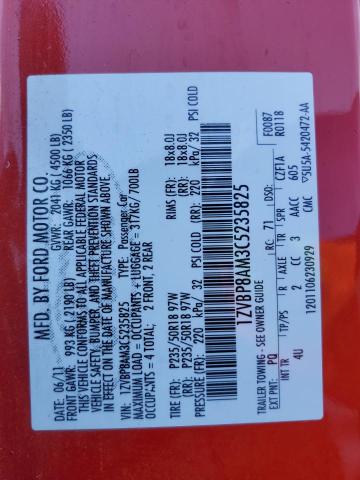 MFD. BY FORD MOTOR CO.
DATE: 06/11 GVWR: 2041 KG (4500 LB)
FRONT GAWR: 993 KG (2190 LB) REAR GAWR: 1066 KG (2350 LB)
THIS VEHICLE CONFORMS TO ALL APPLICABLE FEDERAL MOTOR
VEHICLE SAFETY, BUMPER, AND THEFT PREVENTION STANDARDS
IN EFFECT ON THE DATE OF MANUFACTURE SHOWN ABOVE
VIN: 1ZVBP8AM3C5235825 TYPE: Passenger Car
MAXIMUM LOAD= OCCUPANTS + LUGGAGE = 317KG/700LB
OCCUPANTS = 4 TOTAL 2 FRONT, 2 REAR
TIRE (FR): P235/50R18 97W RIMS (FR): 18x8.0J
(RR): P235/50R18 97W (RR): 18x8.0J
PRESSURE (FR): 220 kPa/ 32 PSI COLD (RR): 220 kPa/ 32 PSI COLD
1ZVBP8AM3C5235825
TRAILER TOWING - SEE OWNER GUIDE F0087
EXT PNT: PQ RC: 71 DSO: R0118
INT TR TP/PS R AXLE TR SPR CZF1A
4U I 2 C3 AACC 605
1201106230929 CMC ▽5U5A-5420472-AA